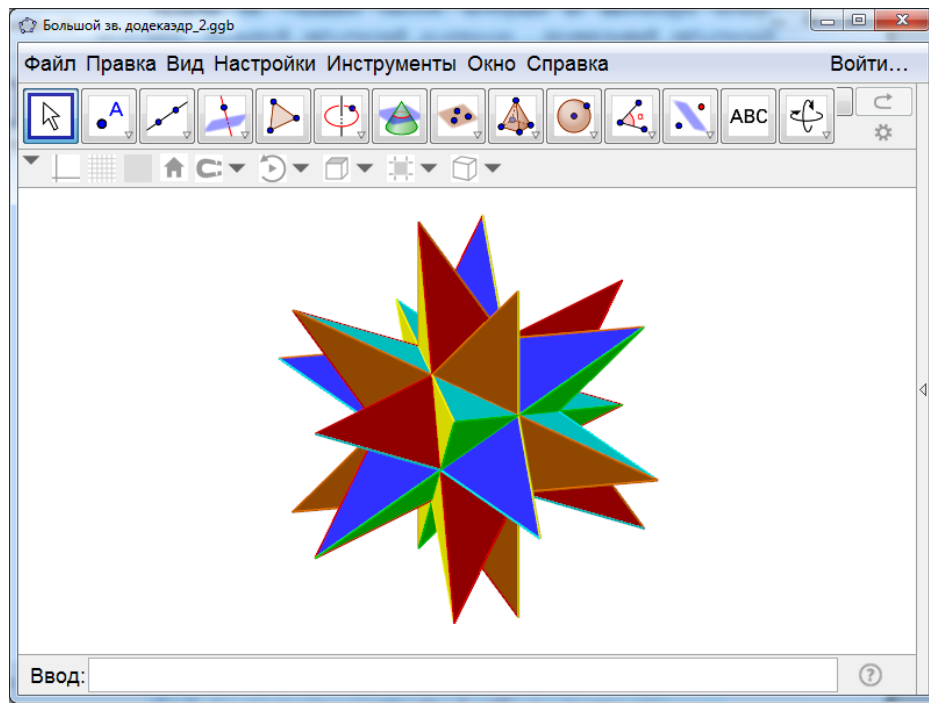 Большой зв. додекаэдр_2.ggb
Файл Правка Вид Настройки Инструменты Окно Справка Войти...
A α ABC
Ввод: ?